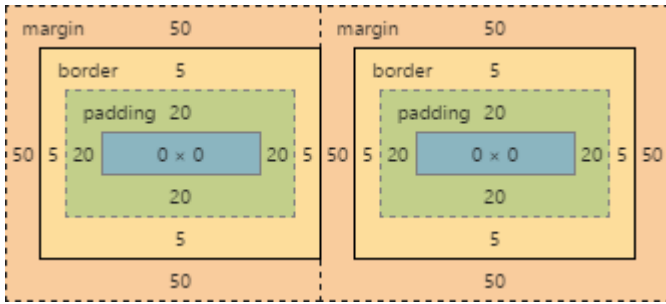 margin 50 margin 50
border 5 border 5
padding 20 padding 20
50 5 20 0 × 0 20 5 50 5 20 0 × 0 20 5 50
20 20
5 5
50 50